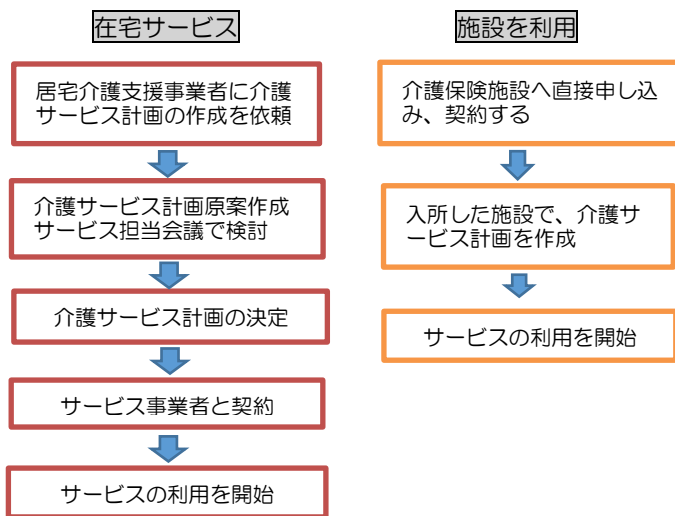 在宅サービス
居宅介護支援事業者に介護
サービス計画の作成を依頼
介護サービス計画原案作成
サービス担当会議で検討
介護サービス計画の決定
サービス事業者と契約
サービスの利用を開始
施設を利用
介護保険施設へ直接申し込
み、契約する
入所した施設で、介護サ
ービス計画を作成
サービスの利用を開始